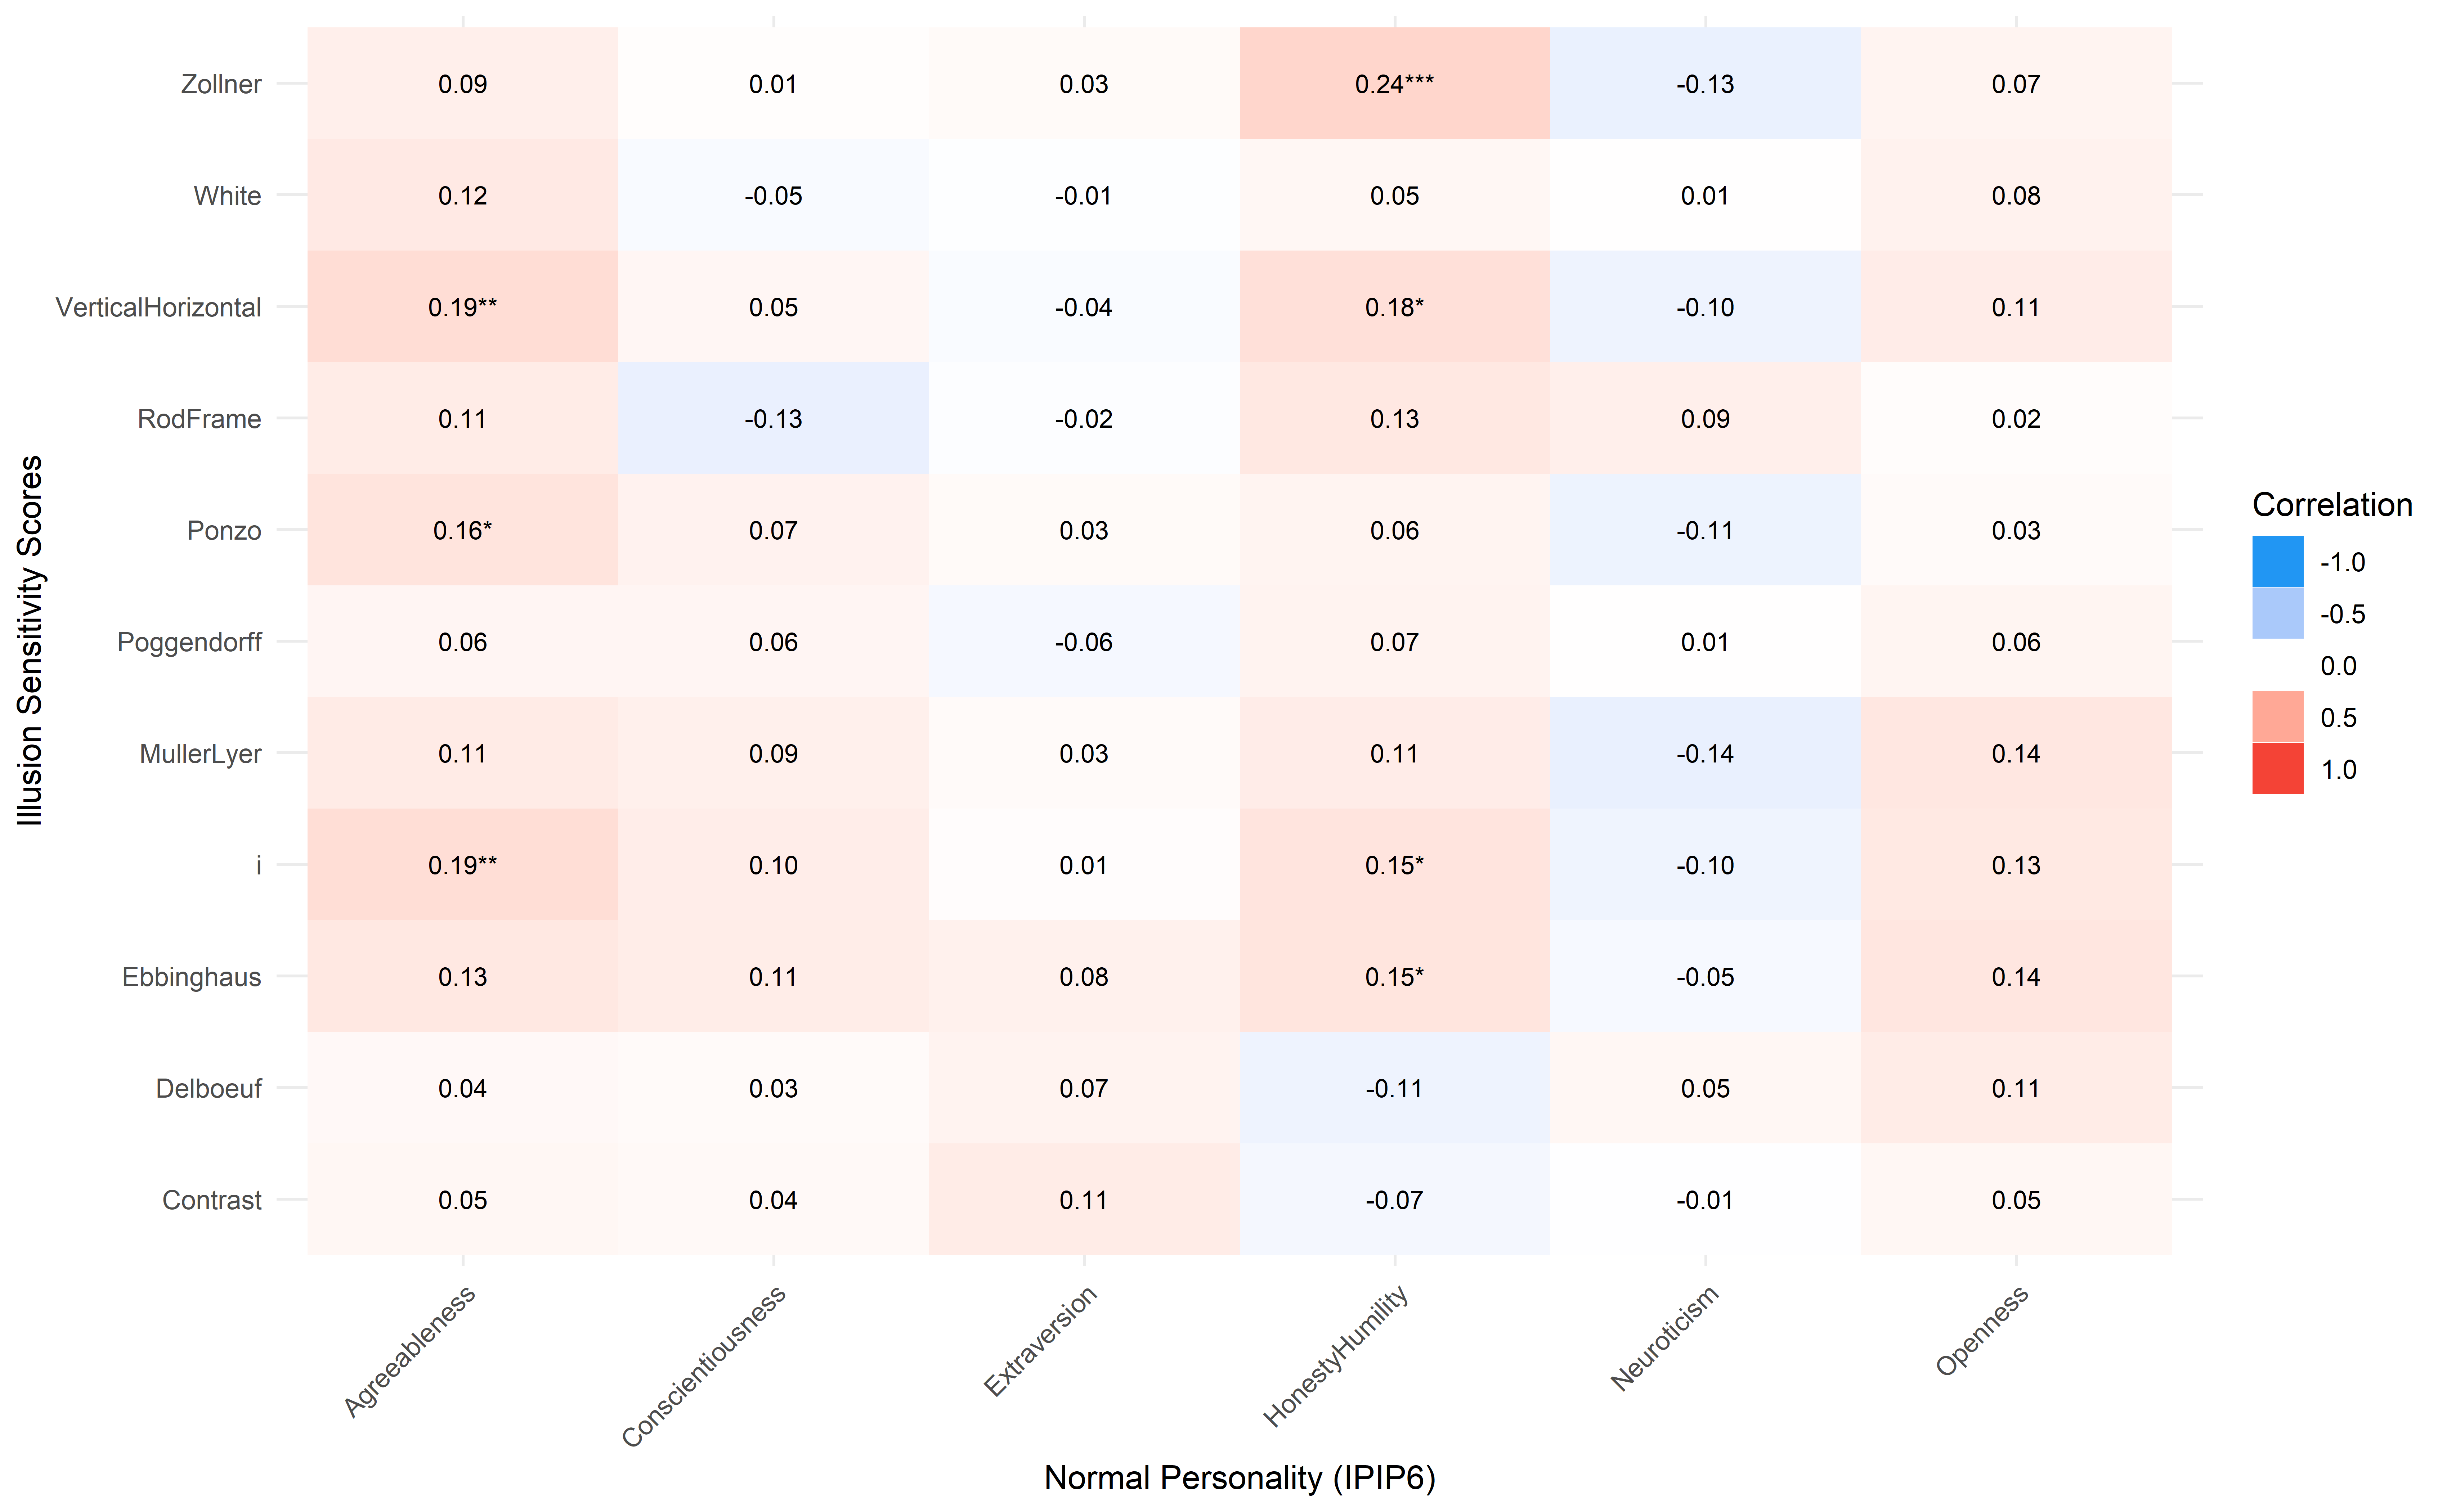 Zollner 0.09 0.01 0.03 0.24*** -0.13 0.07
White 0.12 -0.05 -0.01 0.05 0.01 0.08
VerticalHorizontal 0.19** 0.05 -0.04 0.18* -0.10 0.11
RodFrame 0.11 -0.13 -0.02 0.13 0.09 0.02
Ponzo 0.16* 0.07 0.03 0.06 -0.11 0.03
Poggendorff 0.06 0.06 -0.06 0.07 0.01 0.06
MullerLyer 0.11 0.09 0.03 0.11 -0.14 0.14
i 0.19** 0.10 0.01 0.15* -0.10 0.13
Ebbinghaus 0.13 0.11 0.08 0.15* -0.05 0.14
Delboeuf 0.04 0.03 0.07 -0.11 0.05 0.11
Contrast 0.05 0.04 0.11 -0.07 -0.01 0.05
Illusion Sensitivity Scores
Agreeableness Conscientiousness Extraversion HonestyHumility Neuroticism Openness
Normal Personality (IPIP6)
Correlation
-1.0
-0.5
0.0
0.5
1.0